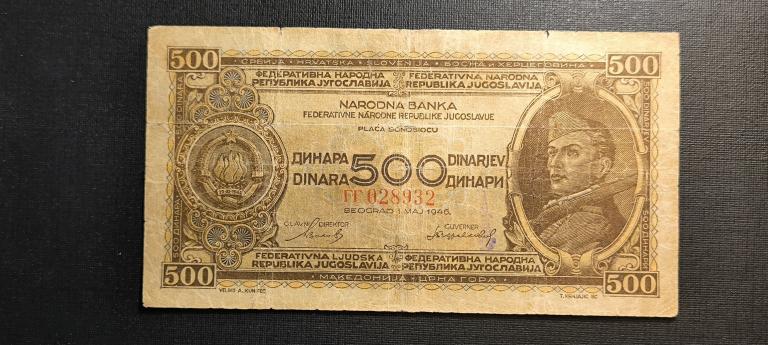 500 500
СРБИЈА · HRVATSKA · SLOVENIJA · БОСНА и ХЕРЦЕГОВИНА
ФЕДЕРАТИВНА НАРОДНА FEDERATIVNA NARODNA
РЕПУБЛИКА ЈУГОСЛАВИЈА REPUBLIKA JUGOSLAVIJA
NARODNA BANKA
FEDERATIVNE NARODNE REPUBLIKE JUGOSLAVIJE
PLAĆA DONOSIOCU
ДИНАРА 500 DINARJEV
DINARA ДИНАРИ
ГГ 028932
BEOGRAD 1 MAJ 1946.
GLAVNI DIREKTOR GUVERNER
FEDERATIVNA LJUDSKA ФЕДЕРАТИВНА НАРОДНА
REPUBLIKA JUGOSLAVIJA РЕПУБЛИКА ЈУГОСЛАВИЈА
500 500
МАКЕДОНИЈА · ЦРНА ГОРА